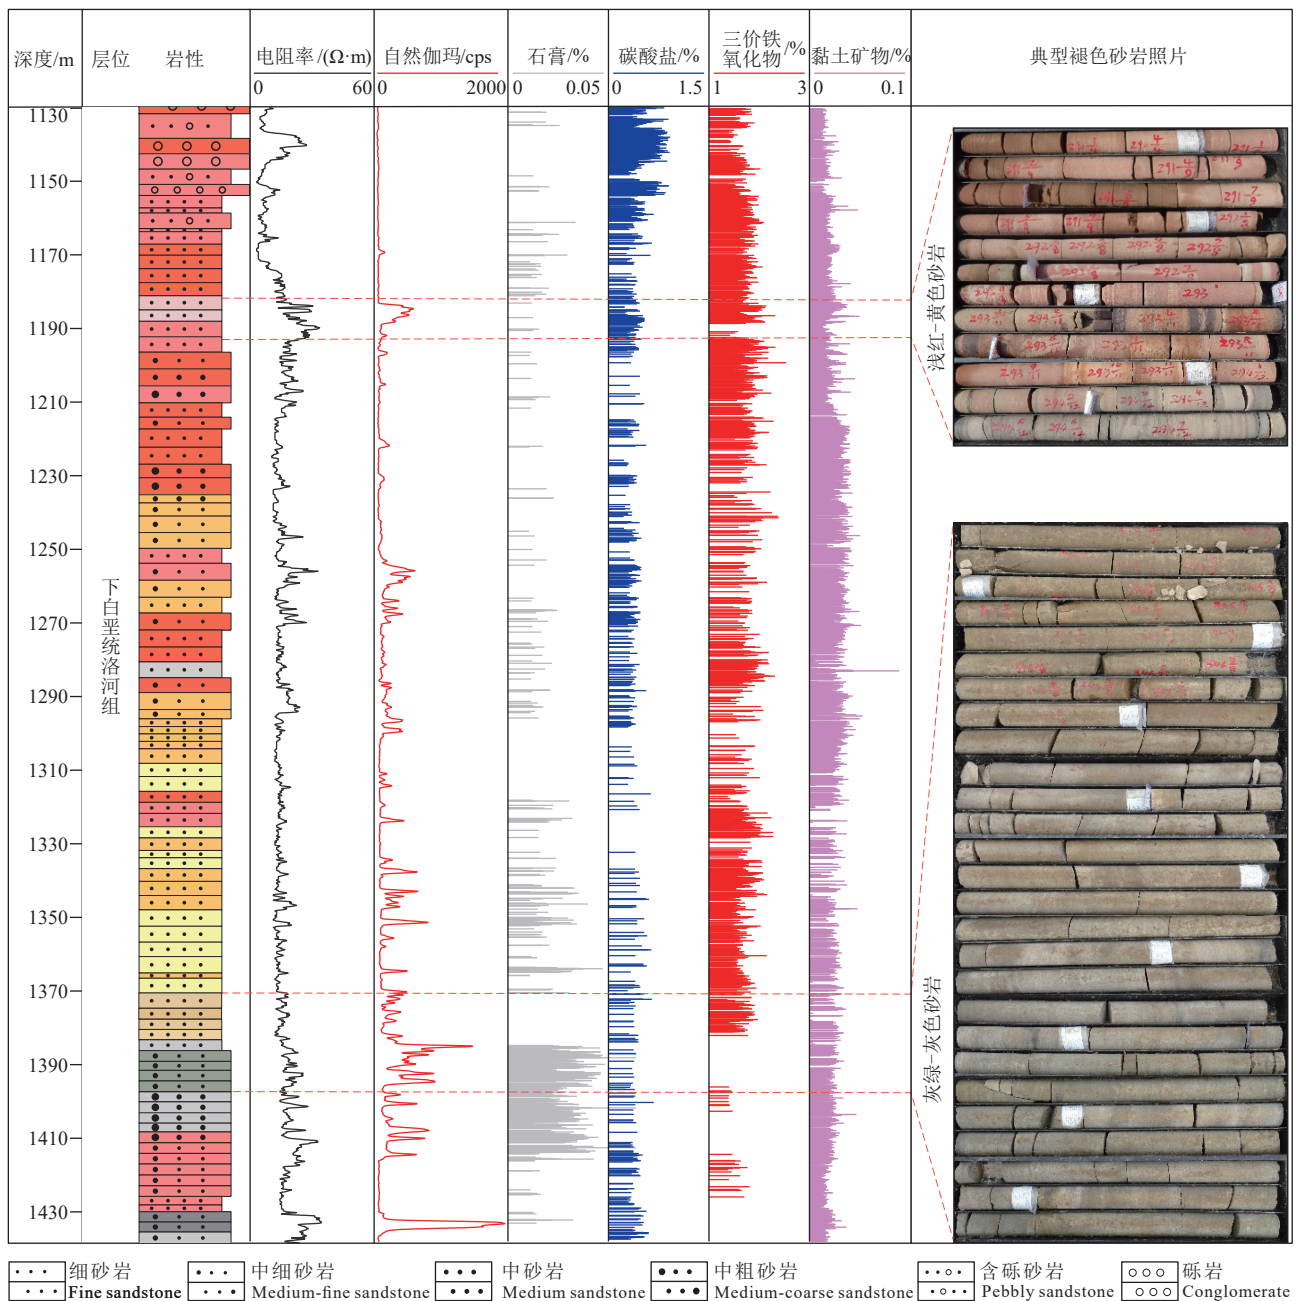 深度/m
层位
岩性
电阻率/(Ω·m)
0 60
自然伽玛/cps
0 2000
石膏/%
0 0.05
碳酸盐/%
0 1.5
三价铁
氧化物/%
1 3
黏土矿物/%
0 0.1
典型褪色砂岩照片
1130
1150
1170
1190
1210
1230
1250
1270
1290
1310
1330
1350
1370
1390
1410
1430
下白垩统洛河组
浅红-黄色砂岩
灰绿-灰色砂岩
细砂岩
Fine sandstone
中细砂岩
Medium-fine sandstone
中砂岩
Medium sandstone
中粗砂岩
Medium-coarse sandstone
含砾砂岩
Pebbly sandstone
砾岩
Conglomerate